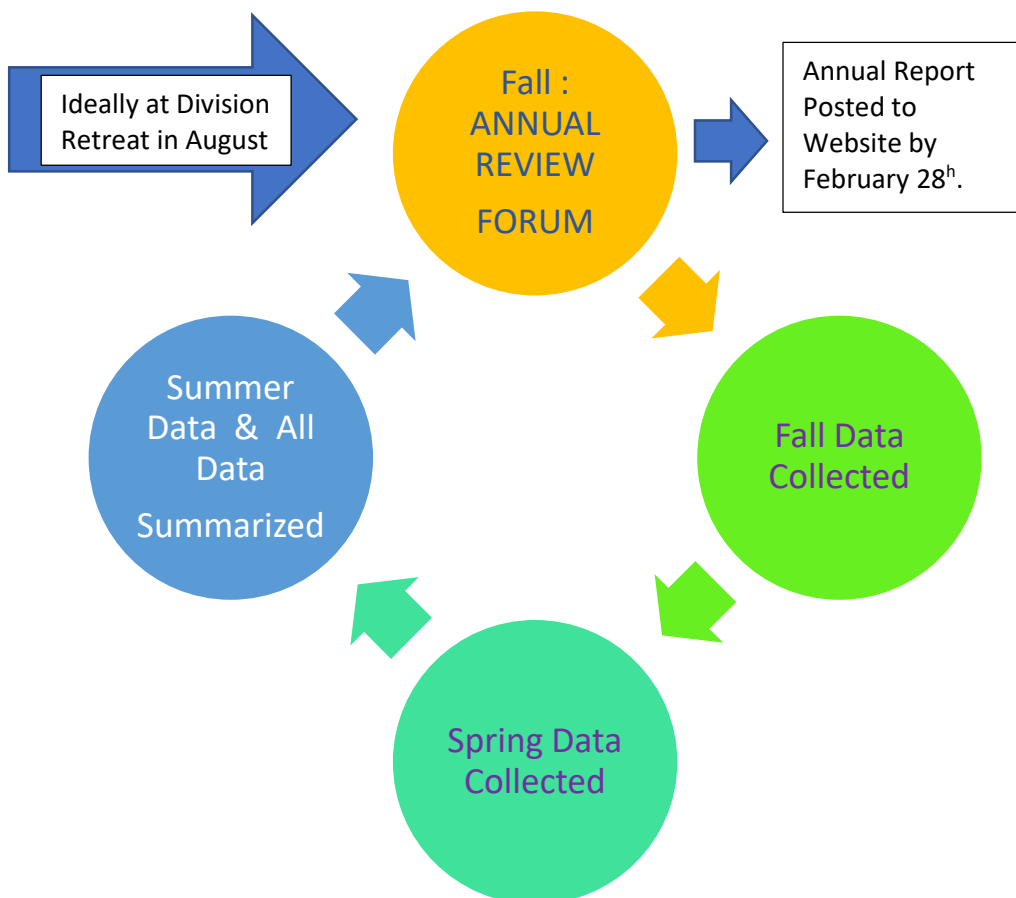 Ideally at Division
Retreat in August
Fall :
ANNUAL
REVIEW
FORUM
Annual Report
Posted to
Website by
February 28ʰ.
Summer
Data & All
Data
Summarized
Fall Data
Collected
Spring Data
Collected